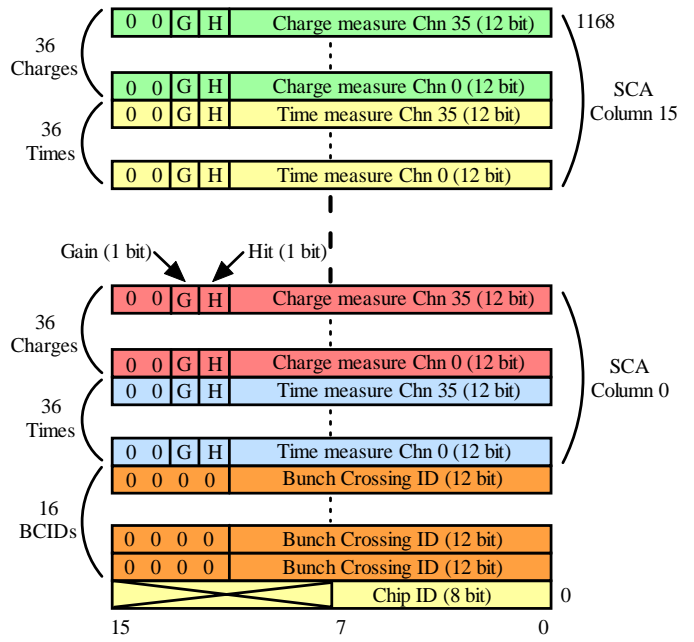 0 0 G H Charge measure Chn 35 (12 bit) 1168
36
Charges
0 0 G H Charge measure Chn 0 (12 bit)
SCA
Column 15
0 0 G H Time measure Chn 35 (12 bit)
36
Times
0 0 G H Time measure Chn 0 (12 bit)
Gain (1 bit) Hit (1 bit)
0 0 G H Charge measure Chn 35 (12 bit)
36
Charges
0 0 G H Charge measure Chn 0 (12 bit)
SCA
Column 0
0 0 G H Time measure Chn 35 (12 bit)
36
Times
0 0 G H Time measure Chn 0 (12 bit)
0 0 0 0 Bunch Crossing ID (12 bit)
16
BCIDs
0 0 0 0 Bunch Crossing ID (12 bit)
0 0 0 0 Bunch Crossing ID (12 bit)
Chip ID (8 bit) 0
15 7 0